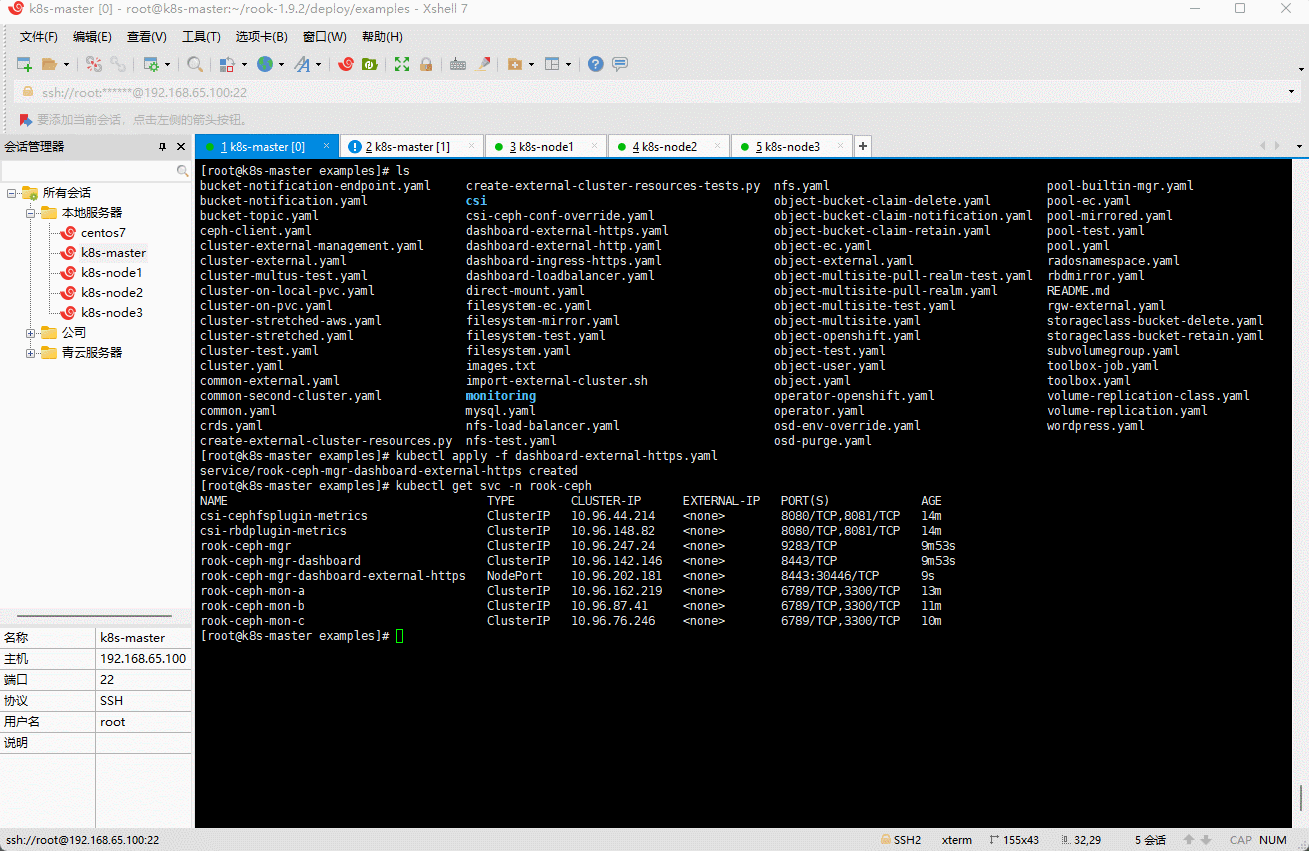 k8s-master [0] - root@k8s-master:~/rook-1.9.2/deploy/examples - Xshell 7
文件(F) 编辑(E) 查看(V) 工具(T) 选项卡(B) 窗口(W) 帮助(H)
ssh://root:******@192.168.65.100:22
要添加当前会话，点击左侧的箭头按钮。
会话管理器
1 k8s-master [0] 2 k8s-master [1] 3 k8s-node1 4 k8s-node2 5 k8s-node3
所有会话
本地服务器
centos7
k8s-master
k8s-node1
k8s-node2
k8s-node3
公司
青云服务器
名称 k8s-master
主机 192.168.65.100
端口 22
协议 SSH
用户名 root
说明
[root@k8s-master examples]# ls
bucket-notification-endpoint.yaml create-external-cluster-resources-tests.py nfs.yaml pool-builtin-mgr.yaml
bucket-notification.yaml csi object-bucket-claim-delete.yaml pool-ec.yaml
bucket-topic.yaml csi-ceph-conf-override.yaml object-bucket-claim-notification.yaml pool-mirrored.yaml
ceph-client.yaml dashboard-external-https.yaml object-bucket-claim-retain.yaml pool-test.yaml
cluster-external-management.yaml dashboard-external-http.yaml object-ec.yaml pool.yaml
cluster-external.yaml dashboard-ingress-https.yaml object-external.yaml radosnamespace.yaml
cluster-multus-test.yaml dashboard-loadbalancer.yaml object-multisite-pull-realm-test.yaml rbdmirror.yaml
cluster-on-local-pvc.yaml direct-mount.yaml object-multisite-pull-realm.yaml README.md
cluster-on-pvc.yaml filesystem-ec.yaml object-multisite-test.yaml rgw-external.yaml
cluster-stretched-aws.yaml filesystem-mirror.yaml object-multisite.yaml storageclass-bucket-delete.yaml
cluster-stretched.yaml filesystem-test.yaml object-openshift.yaml storageclass-bucket-retain.yaml
cluster-test.yaml filesystem.yaml object-test.yaml subvolumegroup.yaml
cluster.yaml images.txt object-user.yaml toolbox-job.yaml
common-external.yaml import-external-cluster.sh object.yaml toolbox.yaml
common-second-cluster.yaml monitoring operator-openshift.yaml volume-replication-class.yaml
common.yaml mysql.yaml operator.yaml volume-replication.yaml
crds.yaml nfs-load-balancer.yaml osd-env-override.yaml wordpress.yaml
create-external-cluster-resources.py nfs-test.yaml osd-purge.yaml
[root@k8s-master examples]# kubectl apply -f dashboard-external-https.yaml
service/rook-ceph-mgr-dashboard-external-https created
[root@k8s-master examples]# kubectl get svc -n rook-ceph
NAME TYPE CLUSTER-IP EXTERNAL-IP PORT(S) AGE
csi-cephfsplugin-metrics ClusterIP 10.96.44.214 <none> 8080/TCP,8081/TCP 14m
csi-rbdplugin-metrics ClusterIP 10.96.148.82 <none> 8080/TCP,8081/TCP 14m
rook-ceph-mgr ClusterIP 10.96.247.24 <none> 9283/TCP 9m53s
rook-ceph-mgr-dashboard ClusterIP 10.96.142.146 <none> 8443/TCP 9m53s
rook-ceph-mgr-dashboard-external-https NodePort 10.96.202.181 <none> 8443:30446/TCP 9s
rook-ceph-mon-a ClusterIP 10.96.162.219 <none> 6789/TCP,3300/TCP 13m
rook-ceph-mon-b ClusterIP 10.96.87.41 <none> 6789/TCP,3300/TCP 11m
rook-ceph-mon-c ClusterIP 10.96.76.246 <none> 6789/TCP,3300/TCP 10m
[root@k8s-master examples]#
ssh://root@192.168.65.100:22 SSH2 xterm 155x43 32,29 5 会话 CAP NUM